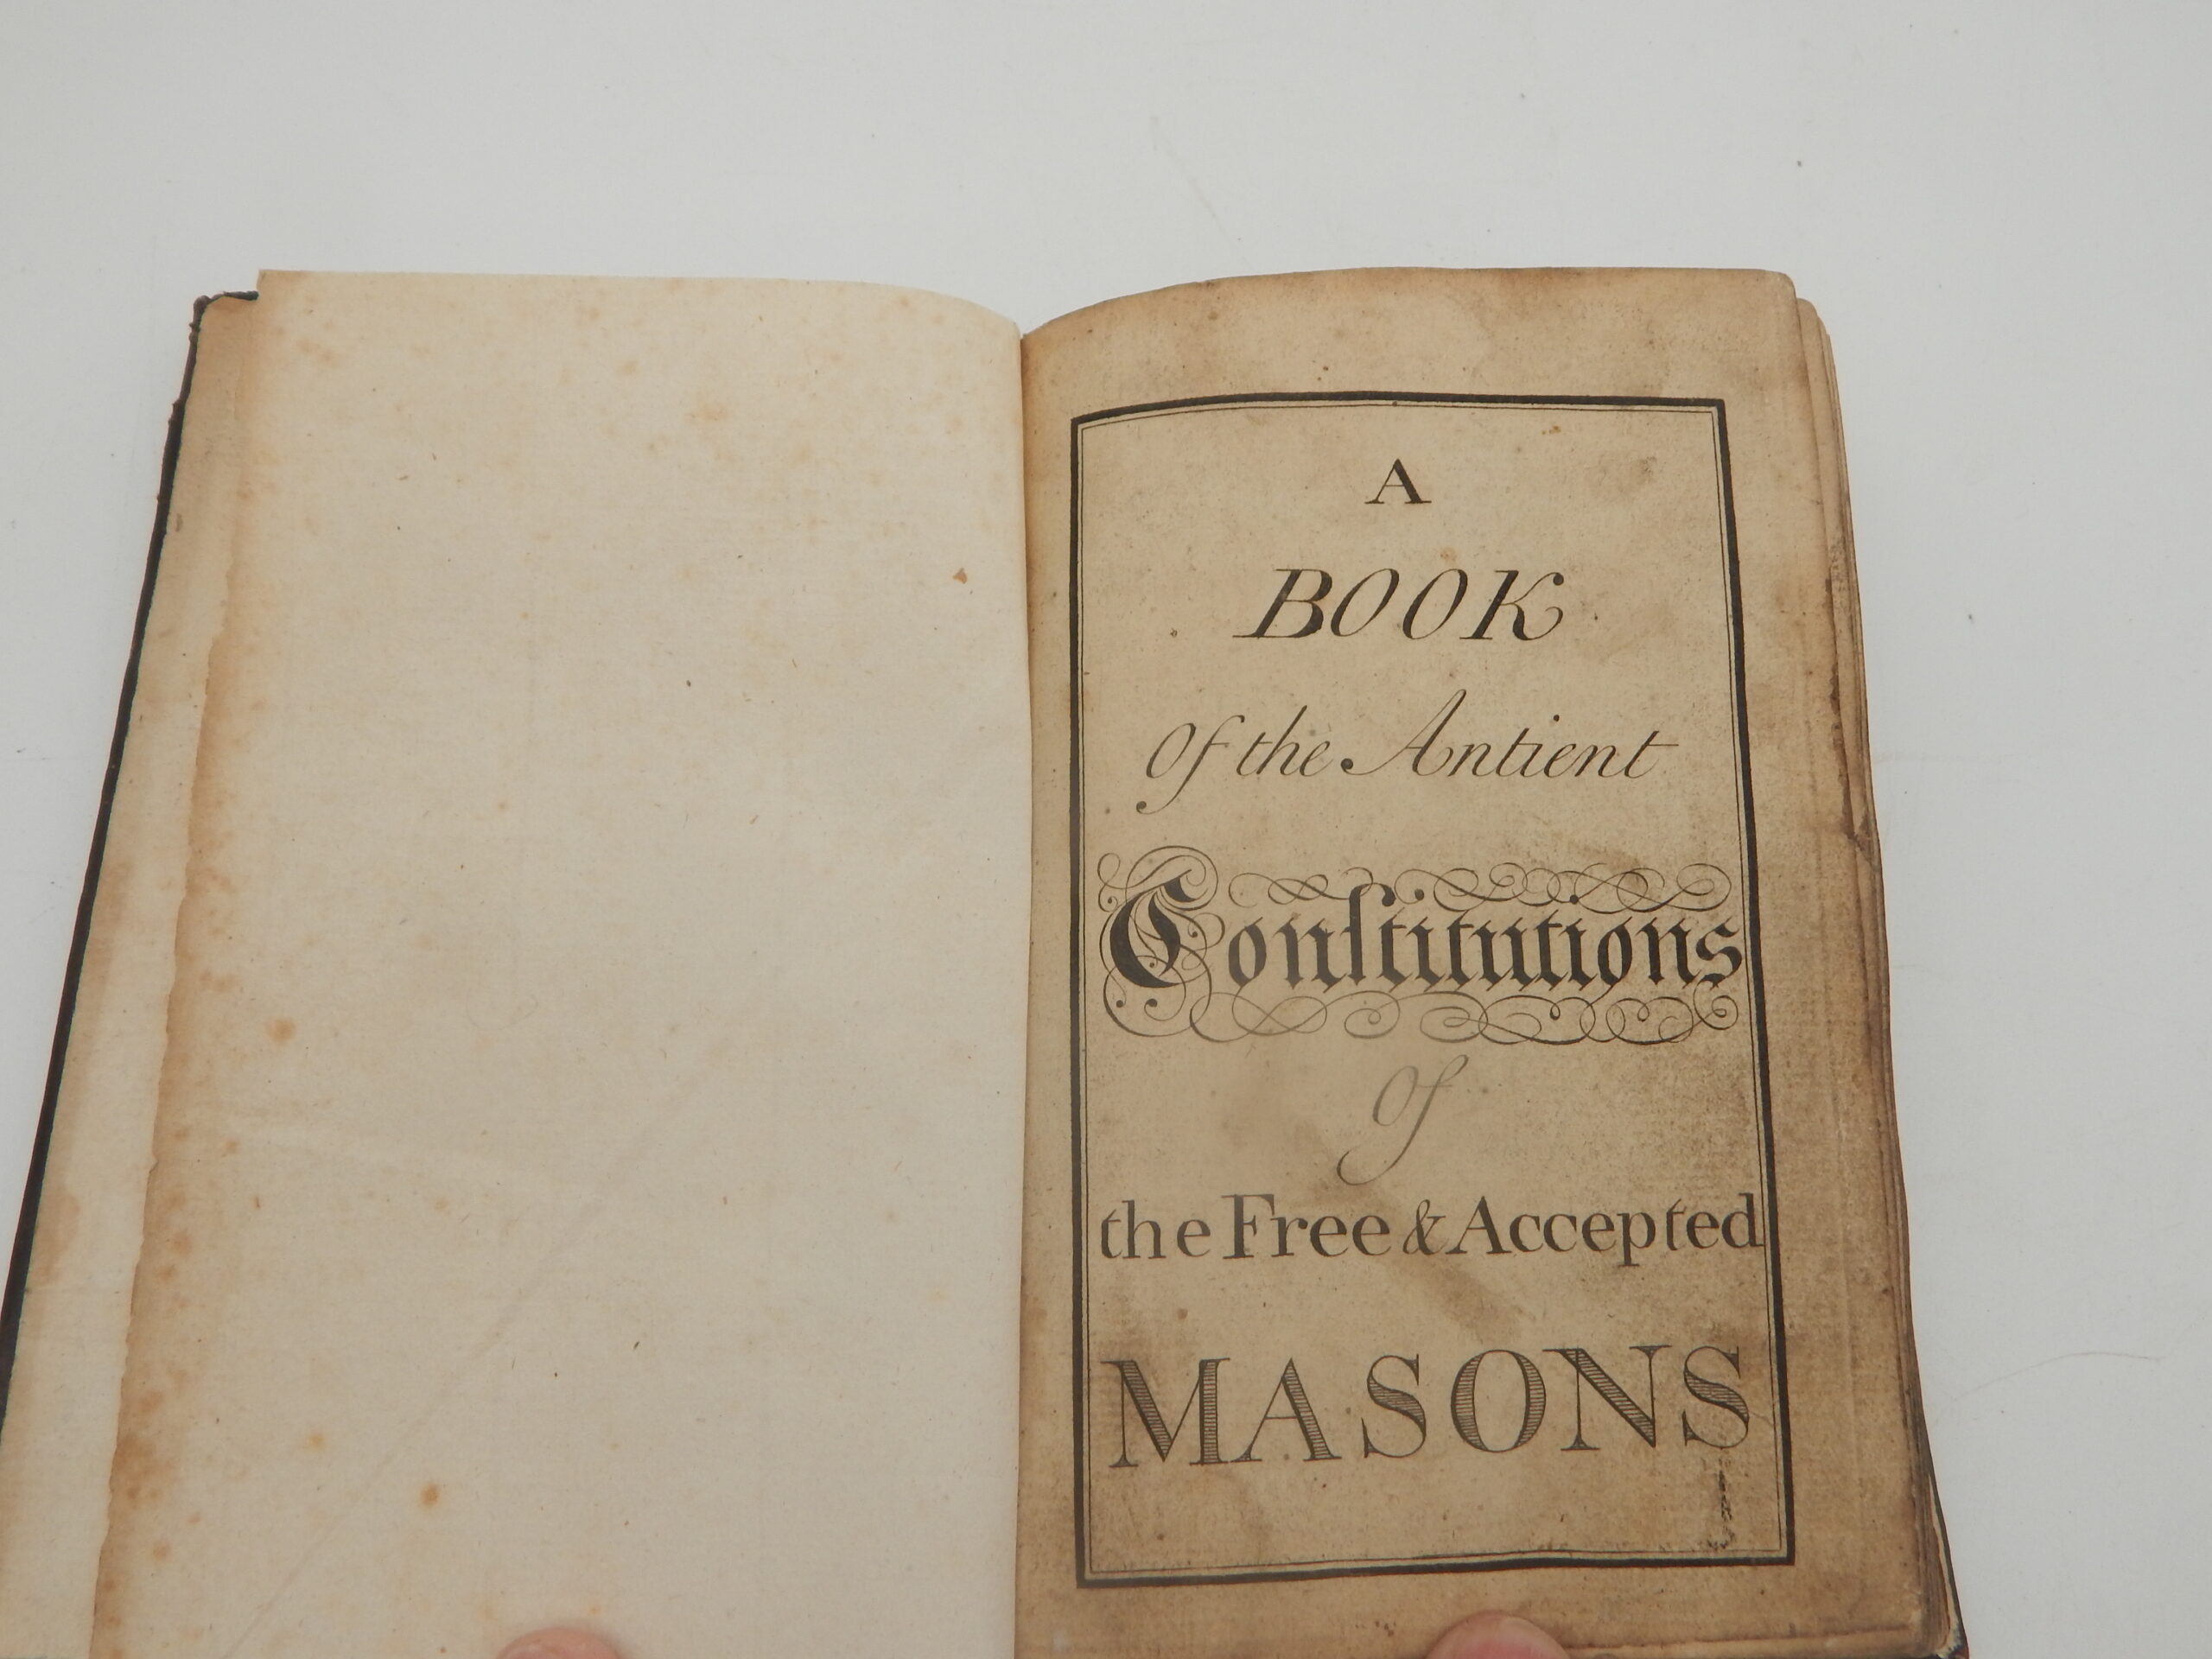 A
BOOK
Of the Antient
Conſtitutions
Of
the Free & Accepted
MASONS